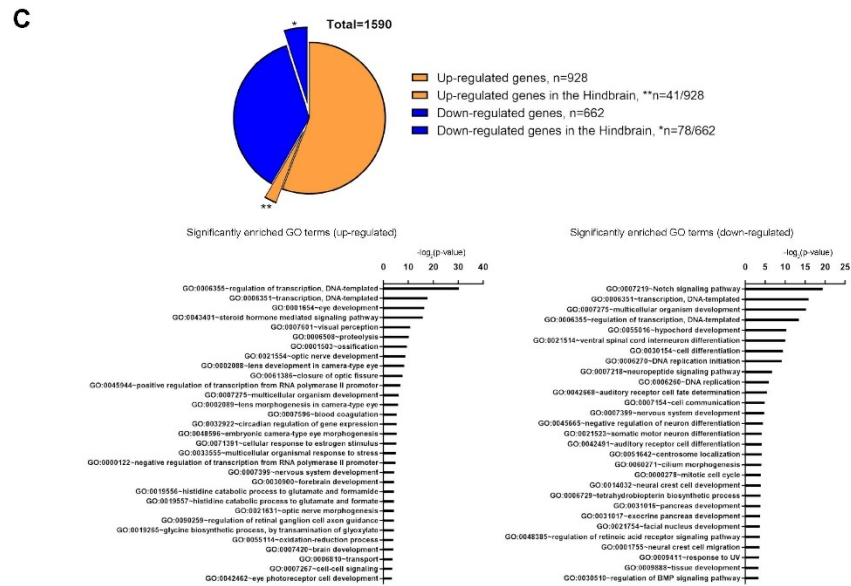 C
Total=1590
*
**
Up-regulated genes, n=928
Up-regulated genes in the Hindbrain, **n=41/928
Down-regulated genes, n=662
Down-regulated genes in the Hindbrain, *n=78/662
Significantly enriched GO terms (up-regulated)
-log2(p-value)
0 10 20 30 40
GO:0006355~regulation of transcription, DNA-templated
GO:0006351~transcription, DNA-templated
GO:0001654~eye development
GO:0043401~steroid hormone mediated signaling pathway
GO:0007601~visual perception
GO:0006508~proteolysis
GO:0001503~ossification
GO:0021554~optic nerve development
GO:0002088~lens development in camera-type eye
GO:0061386~closure of optic fissure
GO:0045944~positive regulation of transcription from RNA polymerase II promoter
GO:0007275~multicellular organism development
GO:0002089~lens morphogenesis in camera-type eye
GO:0007596~blood coagulation
GO:0032922~circadian regulation of gene expression
GO:0048596~embryonic camera-type eye morphogenesis
GO:0071391~cellular response to estrogen stimulus
GO:0033555~multicellular organismal response to stress
GO:0000122~negative regulation of transcription from RNA polymerase II promoter
GO:0007399~nervous system development
GO:0030900~forebrain development
GO:0019556~histidine catabolic process to glutamate and formamide
GO:0019557~histidine catabolic process to glutamate and formate
GO:0021631~optic nerve morphogenesis
GO:0090259~regulation of retinal ganglion cell axon guidance
GO:0019265~glycine biosynthetic process, by transamination of glyoxylate
GO:0055114~oxidation-reduction process
GO:0007420~brain development
GO:0006810~transport
GO:0007267~cell-cell signaling
GO:0042462~eye photoreceptor cell development
Significantly enriched GO terms (down-regulated)
-log2(p-value)
0 5 10 15 20 25
GO:0007219~Notch signaling pathway
GO:0006351~transcription, DNA-templated
GO:0007275~multicellular organism development
GO:0006355~regulation of transcription, DNA-templated
GO:0055016~hypochord development
GO:0021514~ventral spinal cord interneuron differentiation
GO:0030154~cell differentiation
GO:0006270~DNA replication initiation
GO:0007218~neuropeptide signaling pathway
GO:0006260~DNA replication
GO:0042668~auditory receptor cell fate determination
GO:0007154~cell communication
GO:0007399~nervous system development
GO:0045665~negative regulation of neuron differentiation
GO:0021523~somatic motor neuron differentiation
GO:0042491~auditory receptor cell differentiation
GO:0051642~centrosome localization
GO:0060271~cilium morphogenesis
GO:0000278~mitotic cell cycle
GO:0014032~neural crest cell development
GO:0006729~tetrahydrobiopterin biosynthetic process
GO:0031016~pancreas development
GO:0031017~exocrine pancreas development
GO:0021754~facial nucleus development
GO:0048385~regulation of retinoic acid receptor signaling pathway
GO:0001755~neural crest cell migration
GO:0009411~response to UV
GO:0009888~tissue development
GO:0030510~regulation of BMP signaling pathway